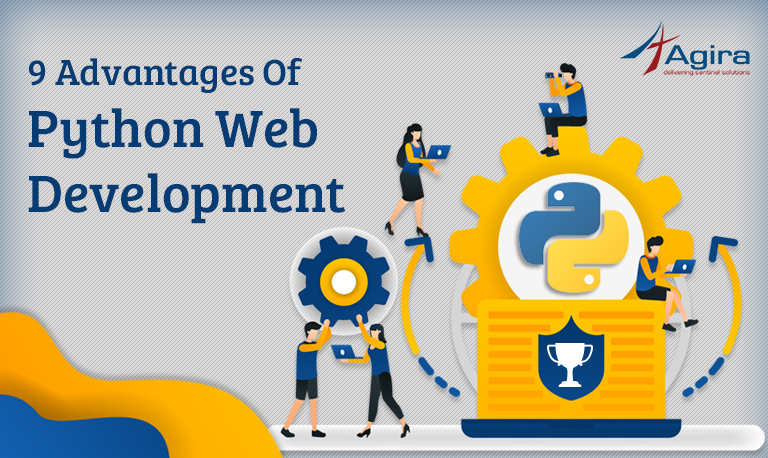 9 Advantages Of
Python Web
Development
Agira
delivering sentinel solutions